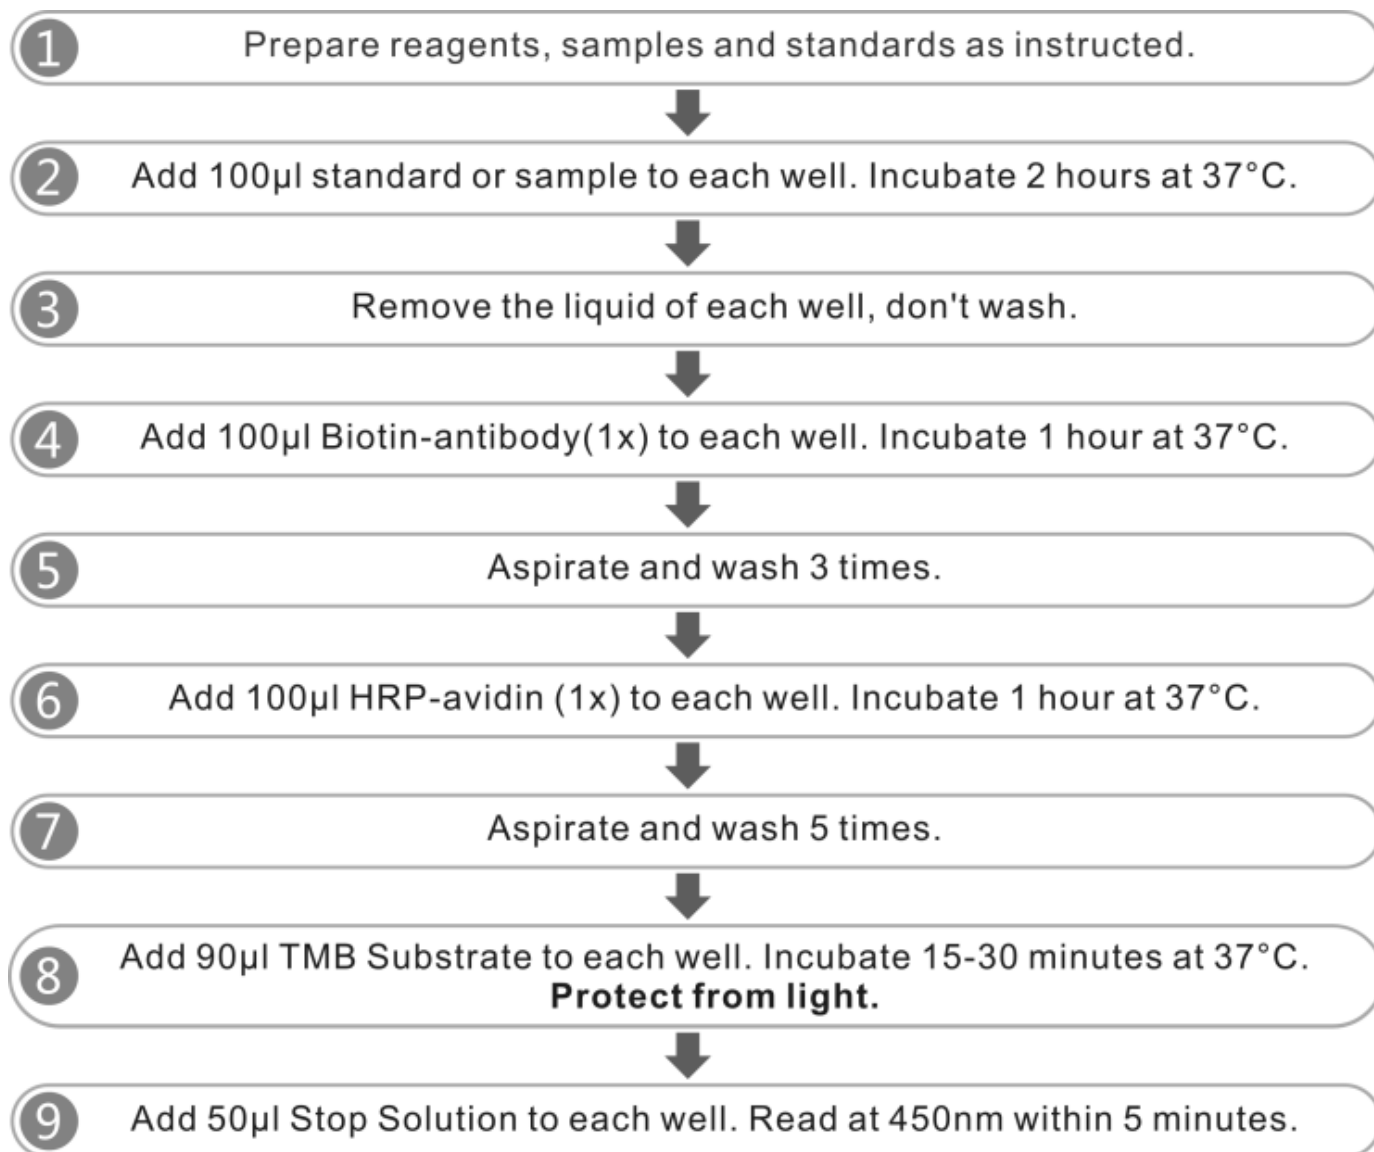 1 Prepare reagents, samples and standards as instructed.
2 Add 100µl standard or sample to each well. Incubate 2 hours at 37°C.
3 Remove the liquid of each well, don't wash.
4 Add 100µl Biotin-antibody(1x) to each well. Incubate 1 hour at 37°C.
5 Aspirate and wash 3 times.
6 Add 100µl HRP-avidin (1x) to each well. Incubate 1 hour at 37°C.
7 Aspirate and wash 5 times.
8 Add 90µl TMB Substrate to each well. Incubate 15-30 minutes at 37°C.
Protect from light.
9 Add 50µl Stop Solution to each well. Read at 450nm within 5 minutes.